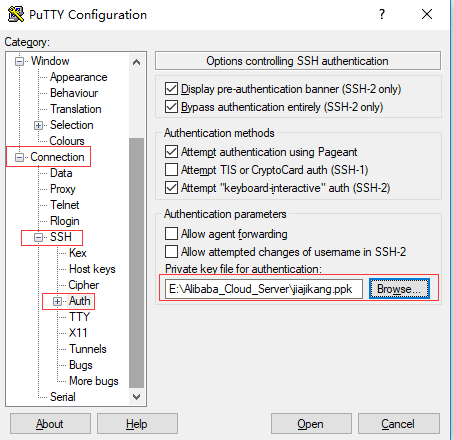 PuTTY Configuration
Category:
Window
Appearance
Behaviour
Translation
Selection
Colours
Connection
Data
Proxy
Telnet
Rlogin
SSH
Kex
Host keys
Cipher
Auth
TTY
X11
Tunnels
Bugs
More bugs
Serial
Options controlling SSH authentication
Display pre-authentication banner (SSH-2 only)
Bypass authentication entirely (SSH-2 only)
Authentication methods
Attempt authentication using Pageant
Attempt TIS or CryptoCard auth (SSH-1)
Attempt "keyboard-interactive" auth (SSH-2)
Authentication parameters
Allow agent forwarding
Allow attempted changes of username in SSH-2
Private key file for authentication:
E:\Alibaba_Cloud_Server\jiajikang.ppk
Browse...
About
Help
Open
Cancel